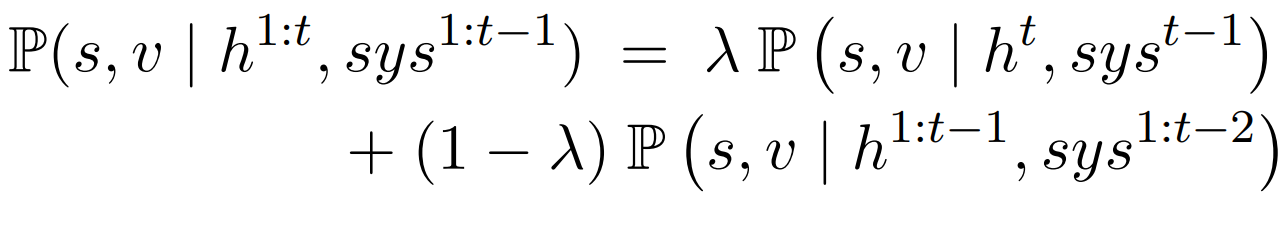 ℙ(s, v | h^{1:t}, sys^{1:t−1}) = λ ℙ (s, v | h^t, sys^{t−1})
+ (1 − λ) ℙ (s, v | h^{1:t−1}, sys^{1:t−2})